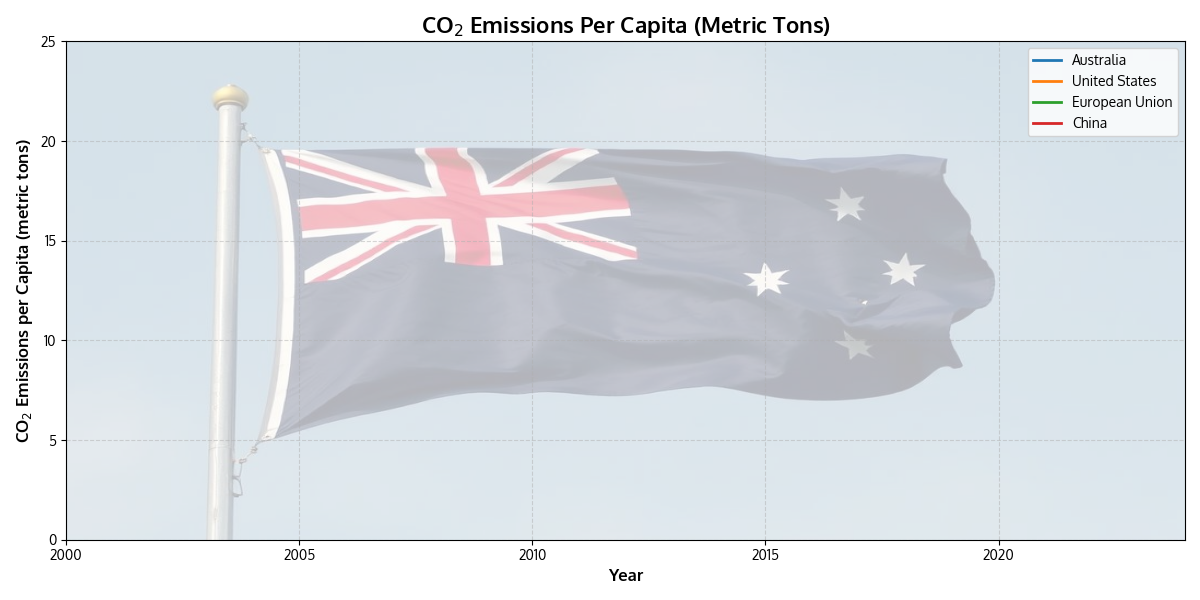 CO₂ Emissions Per Capita (Metric Tons)
CO₂ Emissions per Capita (metric tons)
25
20
15
10
5
0
Australia
United States
European Union
China
2000 2005 2010 2015 2020
Year